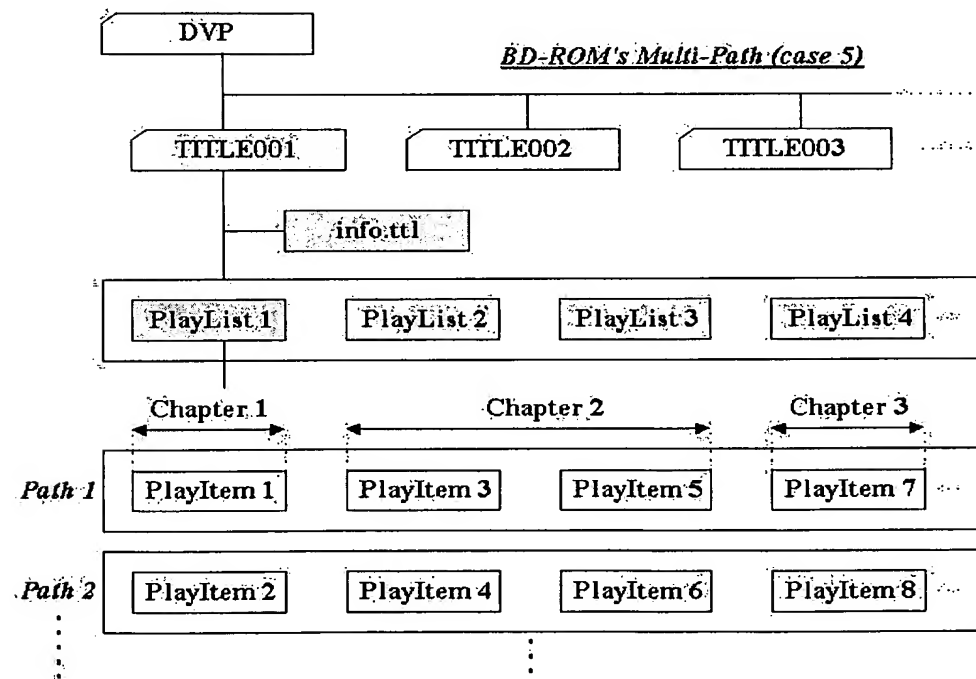 DVP
BD-ROM's Multi-Path (case 5)
TITLE001 TITLE002 TITLE003
info.ttl
PlayList 1 PlayList 2 PlayList 3 PlayList 4
Chapter 1 Chapter 2 Chapter 3
Path 1 PlayItem 1 PlayItem 3 PlayItem 5 PlayItem 7
Path 2 PlayItem 2 PlayItem 4 PlayItem 6 PlayItem 8